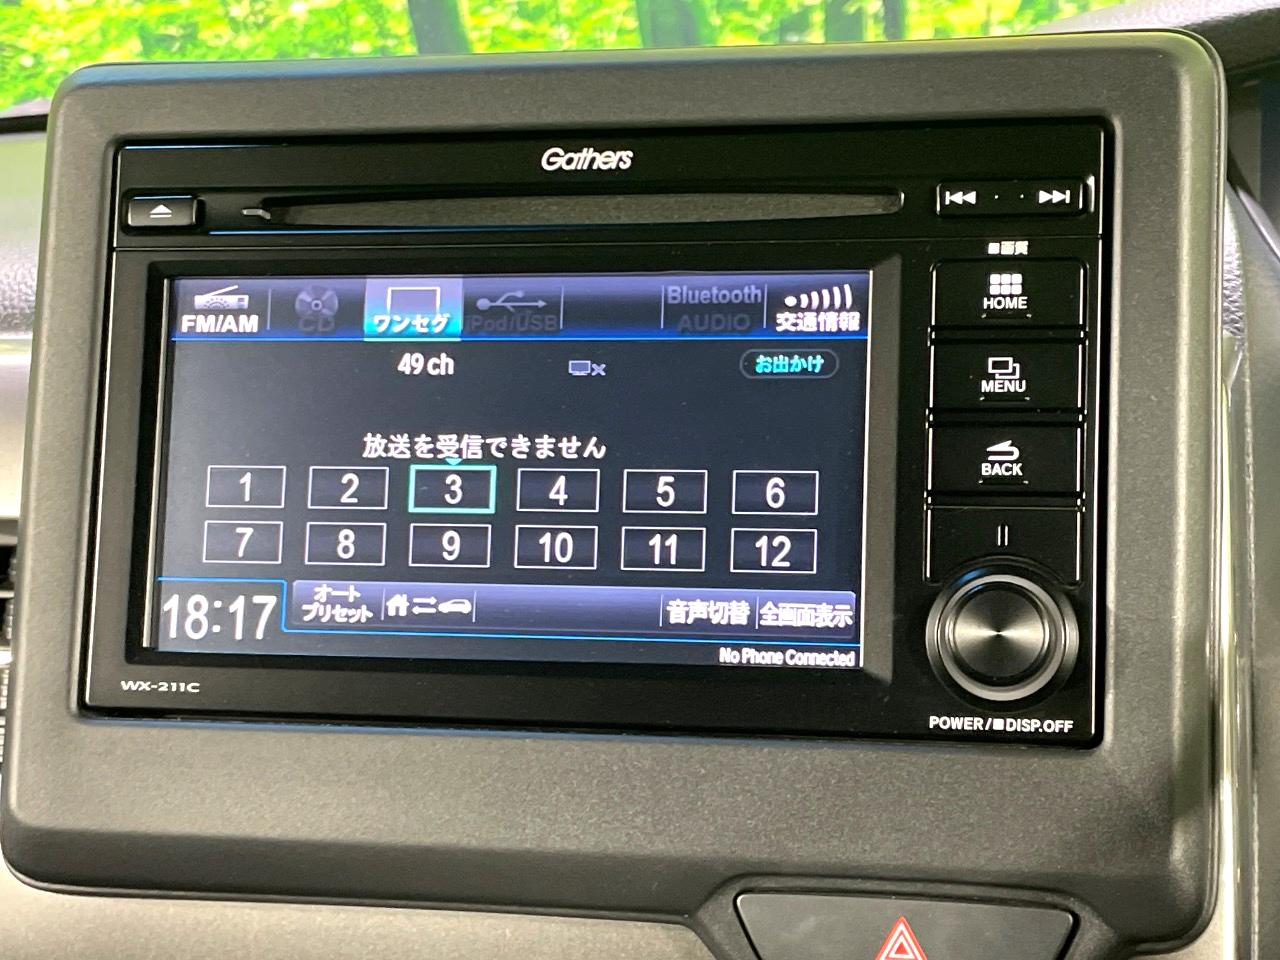 Gathers
画質
HOME
MENU
BACK
POWER/ DISP.OFF
FM/AM
CD
ワンセグ
iPod/USB
Bluetooth
AUDIO
交通情報
49 ch
お出かけ
放送を受信できません
1 2 3 4 5 6
7 8 9 10 11 12
18:17
オート
プリセット
音声切替
全画面表示
No Phone Connected
WX-211C